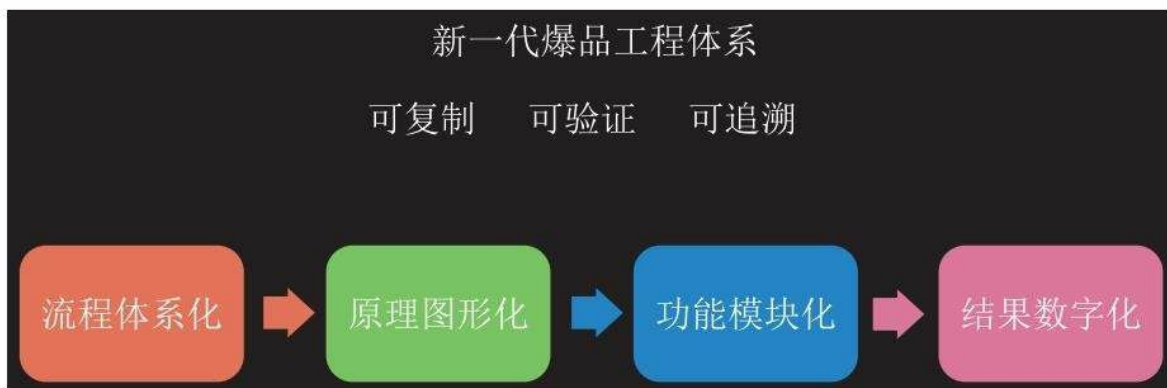 新一代爆品工程体系
可复制 可验证 可追溯
流程体系化 原理图形化 功能模块化 结果数字化